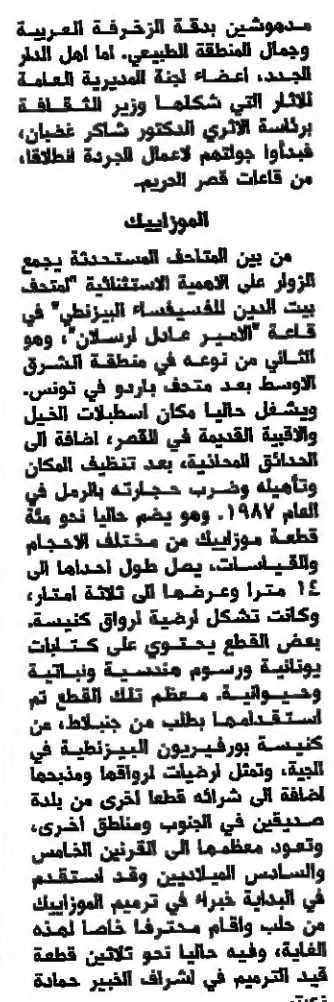 مدهوشين بدقة الزخرفة العربية
وجمال المنطقة الطبيعي. اما اهل الدار
الجدد، اعضاء لجنة المديرية العامة
للاثار التي شكلها وزير الثقافة
برئاسة الاثري الدكتور شاكر غضبان،
فبدأوا جولتهم لاعمال الجردة انطلاقا،
من قاعات قصر الحريم.
الموزاييك
من بين المتاحف المستحدثة يجمع
الزوار على الاهمية الاستثنائية "لمتحف
بيت الدين للفسيفساء البيزنطي" في
قاعة "الامير عادل ارسلان"، وهو
الثاني من نوعه في منطقة الشرق
الاوسط بعد متحف باردو في تونس.
ويشغل حاليا مكان اسطبلات الخيل
والاقبية القديمة في القصر، اضافة الى
الحدائق المحانية، بعد تنظيف المكان
وتأهيله وضرب حجارته بالرمل في
العام ١٩٨٧. وهو يضم حاليا نحو مئة
قطعة موزاييك من مختلف الاحجام
والقياسات، يصل طول احداها الى
١٤ مترا وعرضها الى ثلاثة امتار،
وكانت تشكل ارضية لرواق كنيسة.
بعض القطع يحتوي على كتابات
يونانية ورسوم هندسية ونباتية
وحيوانية. معظم تلك القطع تم
استقدامها بطلب من جنبلاط، من
كنيسة بورفيريون البيزنطية في
الجية، وتمثل ارضيات لرواقها ومذبحها
اضافة الى شرائه قطعا اخرى من بلدة
صديقين في الجنوب ومناطق اخرى،
وتعود معظمها الى القرنين الخامس
والسادس الميلاديين وقد استقدم
في البداية خبراء في ترميم الموزاييك
من حلب واقام محترفا خاصا لهذه
الغاية، وفيه حاليا نحو ثلاثين قطعة
قيد الترميم في اشراف الخبير حمادة